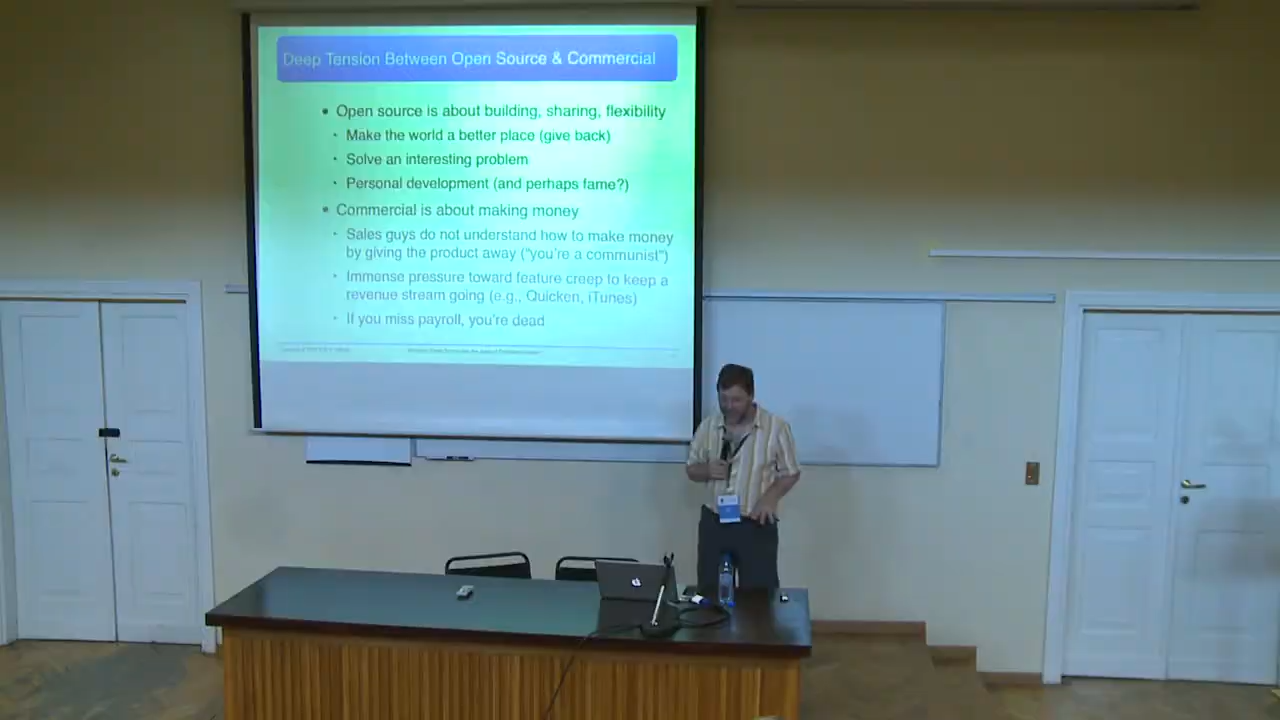 Deep Tension Between Open Source & Commercial
• Open source is about building, sharing, flexibility
· Make the world a better place (give back)
· Solve an interesting problem
· Personal development (and perhaps fame?)
• Commercial is about making money
· Sales guys do not understand how to make money
by giving the product away ("you're a communist")
· Immense pressure toward feature creep to keep a
revenue stream going (e.g., Quicken, iTunes)
· If you miss payroll, you're dead